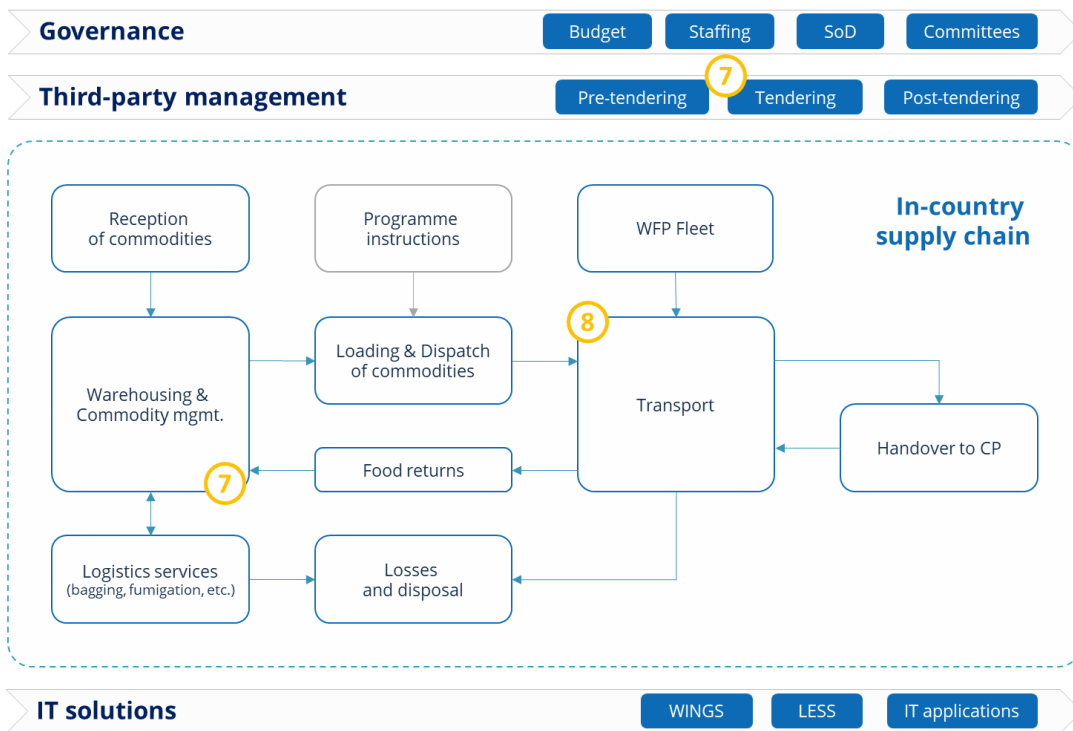 Governance
Budget
Staffing
SoD
Committees
7
Third-party management
Pre-tendering
Tendering
Post-tendering
Reception
of commodities
Programme
instructions
WFP Fleet
In-country
supply chain
8
Warehousing &
Commodity mgmt.
Loading & Dispatch
of commodities
Transport
Handover to CP
Food returns
7
Logistics services
(bagging, fumigation, etc.)
Losses
and disposal
IT solutions
WINGS
LESS
IT applications